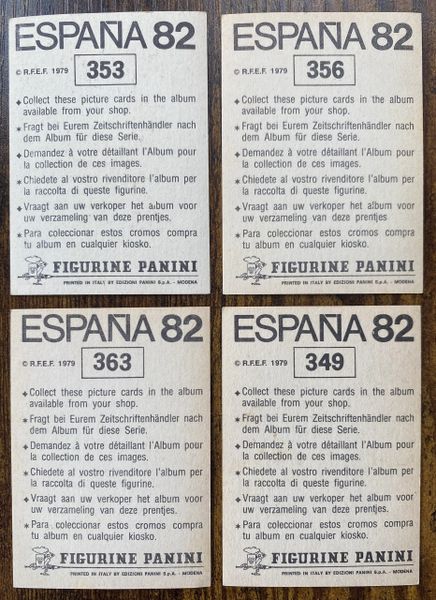 ESPAÑA 82
© R.F.E.F. 1979
353
Collect these picture cards in the album
available from your shop.
Fragt bei Eurem Zeitschriftenhändler nach
dem Album für diese Serie.
Demandez à votre détaillant l'Album pour
la collection de ces images.
Chiedete al vostro rivenditore l'album per
la raccolta di queste figurine.
Vraagt aan uw verkoper het album voor
uw verzameling van deze prentjes.
Para coleccionar estos cromos compra
tu album en cualquier kiosko.
FIGURINE PANINI
PRINTED IN ITALY BY EDIZIONI PANINI S.p.A. - MODENA
ESPAÑA 82
© R.F.E.F. 1979
356
Collect these picture cards in the album
available from your shop.
Fragt bei Eurem Zeitschriftenhändler nach
dem Album für diese Serie.
Demandez à votre détaillant l'Album pour
la collection de ces images.
Chiedete al vostro rivenditore l'album per
la raccolta di queste figurine.
Vraagt aan uw verkoper het album voor
uw verzameling van deze prentjes
Para coleccionar estos cromos compra
tu album en cualquier kiosko.
FIGURINE PANINI
PRINTED IN ITALY BY EDIZIONI PANINI S.p.A. - MODENA
ESPAÑA 82
© R.F.E.F. 1979
363
Collect these picture cards in the album
available from your shop.
Fragt bei Eurem Zeitschriftenhändler nach
dem Album für diese Serie.
Demandez à votre détaillant l'Album pour
la collection de ces images.
Chiedete al vostro rivenditore l'album per
la raccolta di queste figurine.
Vraagt aan uw verkoper het album voor
uw verzameling van deze prentjes.
Para coleccionar estos cromos compra
tu album en cualquier kiosko.
FIGURINE PANINI
PRINTED IN ITALY BY EDIZIONI PANINI S.p.A. - MODENA
ESPAÑA 82
© R.F.E.F. 1979
349
Collect these picture cards in the album
available from your shop.
Fragt bei Eurem Zeitschriftenhändler nach
dem Album für diese Serie.
Demandez à votre détaillant l'Album pour
la collection de ces images.
Chiedete al vostro rivenditore l'album per
la raccolta di queste figurine.
Vraagt aan uw verkoper het album voor
uw verzameling van deze prentjes.
Para coleccionar estos cromos compra
tu album en cualquier kiosko.
FIGURINE PANINI
PRINTED IN ITALY BY EDIZIONI PANINI S.p.A. - MODENA